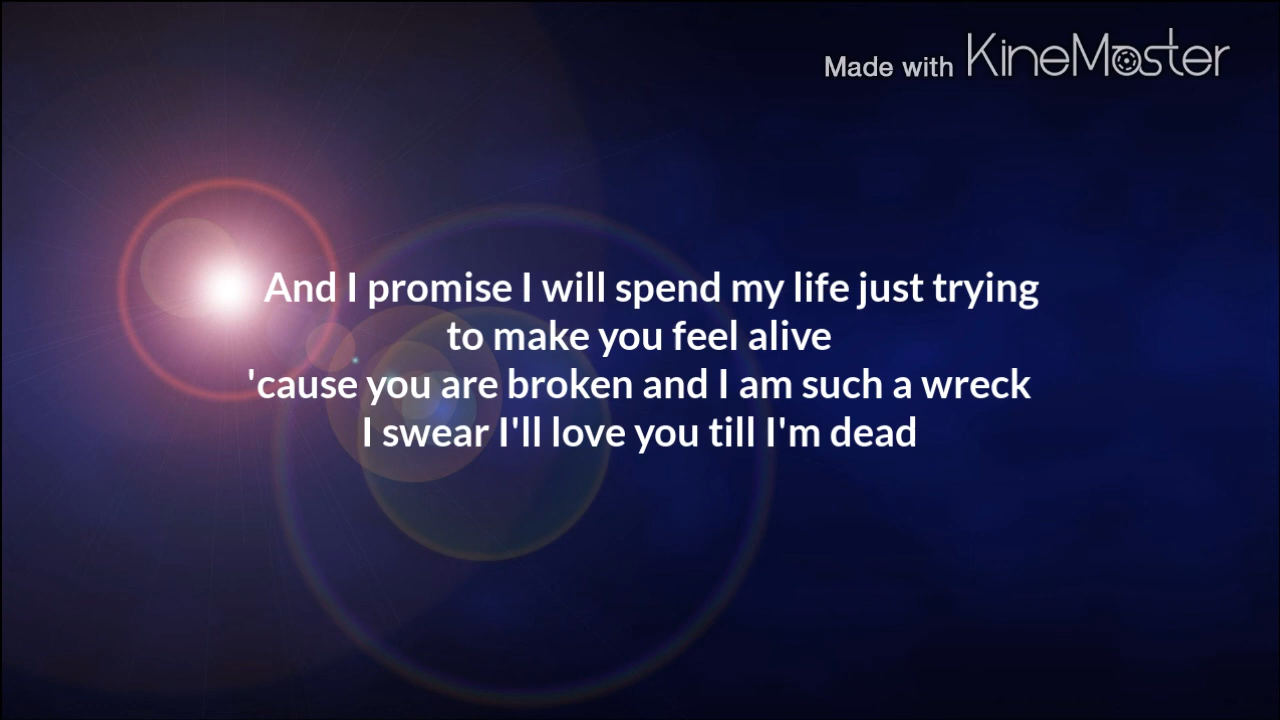 Made with KineMaster
And I promise I will spend my life just trying
to make you feel alive
'cause you are broken and I am such a wreck
I swear I'll love you till I'm dead